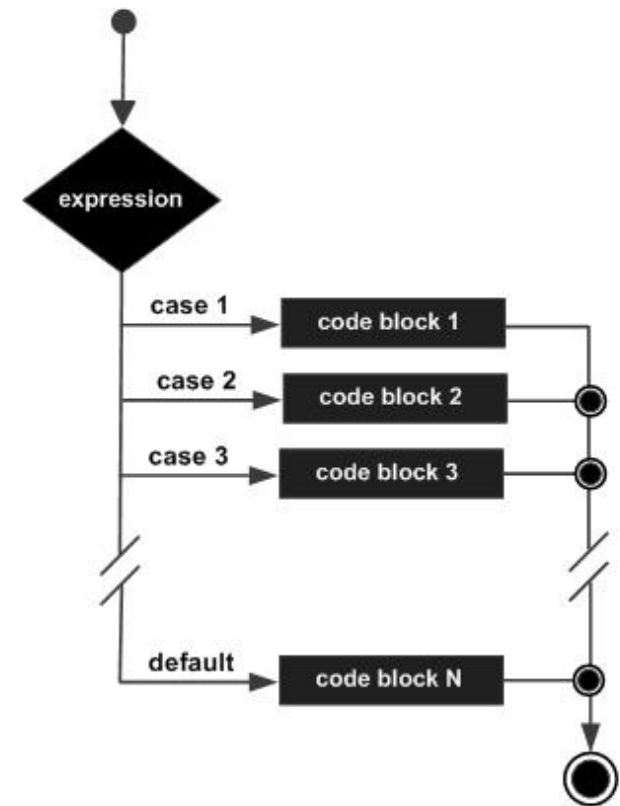 expression
case 1
code block 1
case 2
code block 2
case 3
code block 3
default
code block N